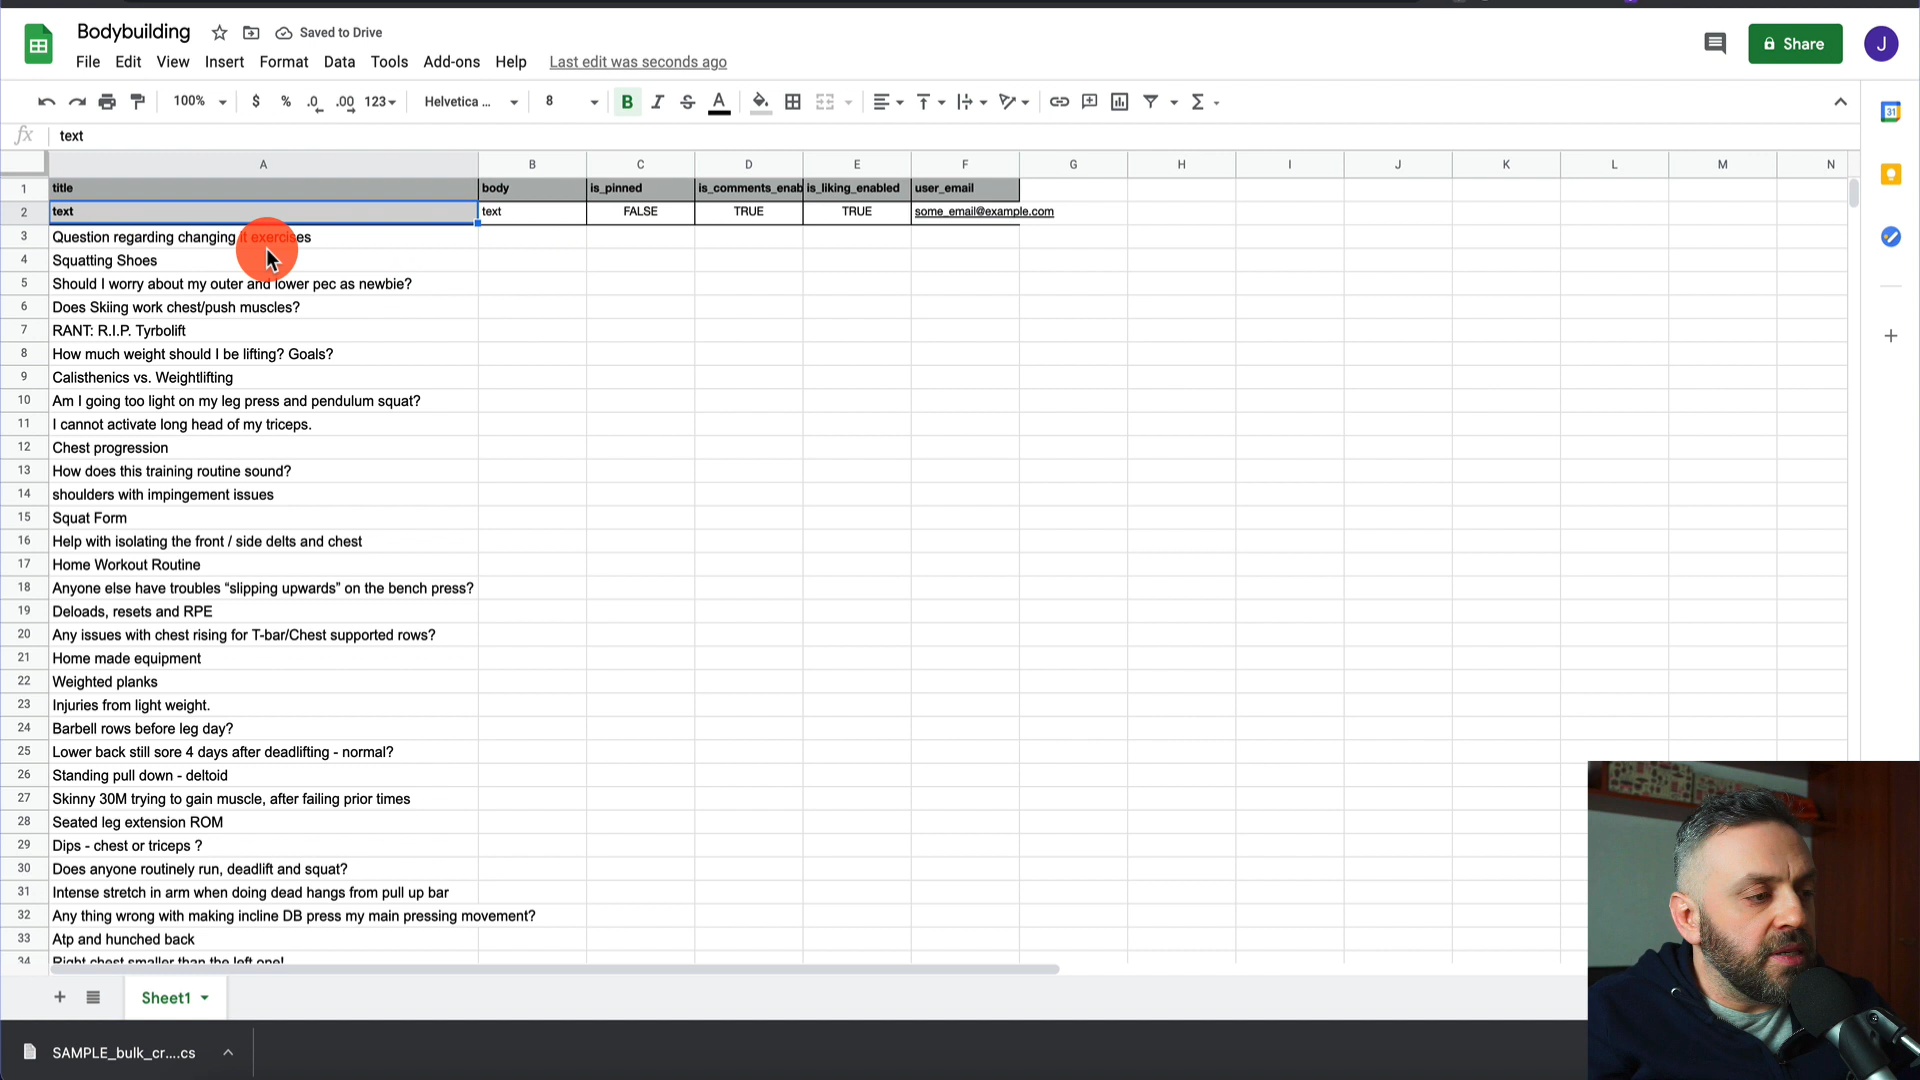 Bodybuilding Saved to Drive
File Edit View Insert Format Data Tools Add-ons Help Last edit was seconds ago
Share J
100% $ % .0 .00 123 Helvetica ... 8 B I S A Σ
31
fx text
A B C D E F G H I J K L M N
1 title body is_pinned is_comments_enab is_liking_enabled user_email
2 text text FALSE TRUE TRUE some_email@example.com
3 Question regarding changing it exercises
4 Squatting Shoes
5 Should I worry about my outer and lower pec as newbie?
6 Does Skiing work chest/push muscles?
7 RANT: R.I.P. Tyrbolift
8 How much weight should I be lifting? Goals?
9 Calisthenics vs. Weightlifting
10 Am I going too light on my leg press and pendulum squat?
11 I cannot activate long head of my triceps.
12 Chest progression
13 How does this training routine sound?
14 shoulders with impingement issues
15 Squat Form
16 Help with isolating the front / side delts and chest
17 Home Workout Routine
18 Anyone else have troubles “slipping upwards” on the bench press?
19 Deloads, resets and RPE
20 Any issues with chest rising for T-bar/Chest supported rows?
21 Home made equipment
22 Weighted planks
23 Injuries from light weight.
24 Barbell rows before leg day?
25 Lower back still sore 4 days after deadlifting - normal?
26 Standing pull down - deltoid
27 Skinny 30M trying to gain muscle, after failing prior times
28 Seated leg extension ROM
29 Dips - chest or triceps ?
30 Does anyone routinely run, deadlift and squat?
31 Intense stretch in arm when doing dead hangs from pull up bar
32 Any thing wrong with making incline DB press my main pressing movement?
33 Atp and hunched back
34 Right chest smaller than the left one!
Sheet1
SAMPLE_bulk_cr....cs